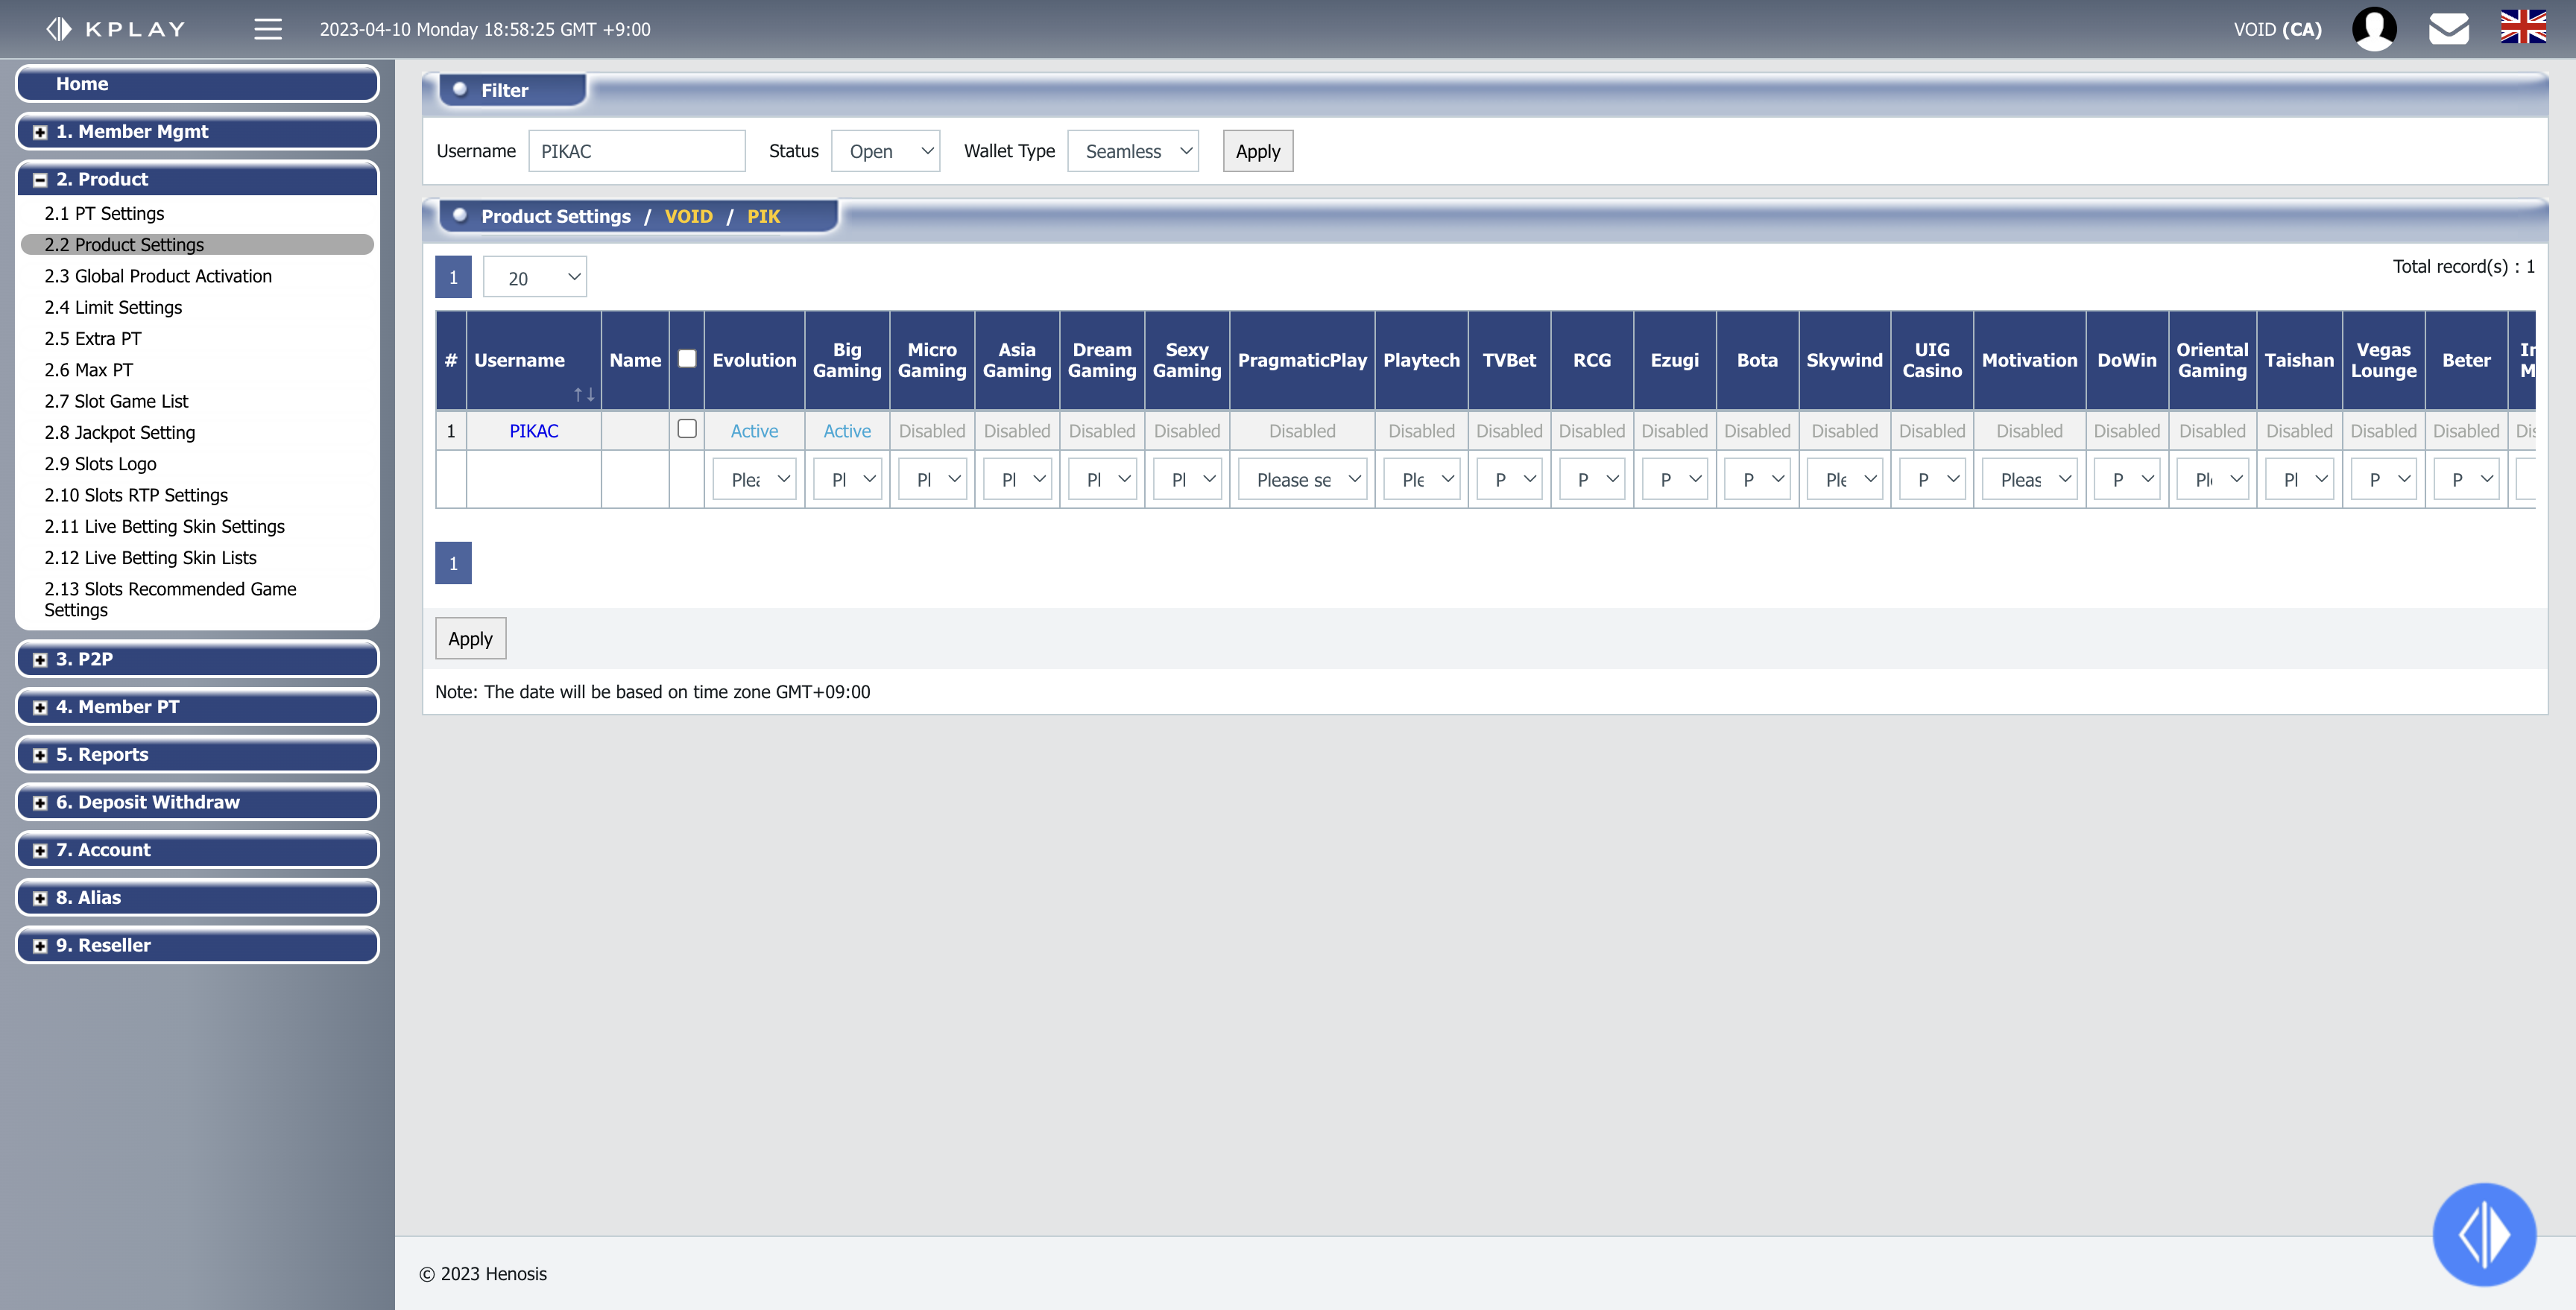 KPLAY
2023-04-10 Monday 18:58:25 GMT +9:00
VOID (CA)
Home
1. Member Mgmt
2. Product
2.1 PT Settings
2.2 Product Settings
2.3 Global Product Activation
2.4 Limit Settings
2.5 Extra PT
2.6 Max PT
2.7 Slot Game List
2.8 Jackpot Setting
2.9 Slots Logo
2.10 Slots RTP Settings
2.11 Live Betting Skin Settings
2.12 Live Betting Skin Lists
2.13 Slots Recommended Game
Settings
3. P2P
4. Member PT
5. Reports
6. Deposit Withdraw
7. Account
8. Alias
9. Reseller
Filter
Username PIKAC Status Open Wallet Type Seamless Apply
Product Settings / VOID / PIK
1 20 Total record(s) : 1
# Username Name Evolution Big Gaming Micro Gaming Asia Gaming Dream Gaming Sexy Gaming PragmaticPlay Playtech TVBet RCG Ezugi Bota Skywind UIG Casino Motivation DoWin Oriental Gaming Taishan Vegas Lounge Beter
1 PIKAC Active Active Disabled Disabled Disabled Disabled Disabled Disabled Disabled Disabled Disabled Disabled Disabled Disabled Disabled Disabled Disabled Disabled Disabled Disabled
Plea Pl Pl Pl Pl Pl Please se Ple P P P P Ple P Pleas P Pl Pl P P
1
Apply
Note: The date will be based on time zone GMT+09:00
© 2023 Henosis